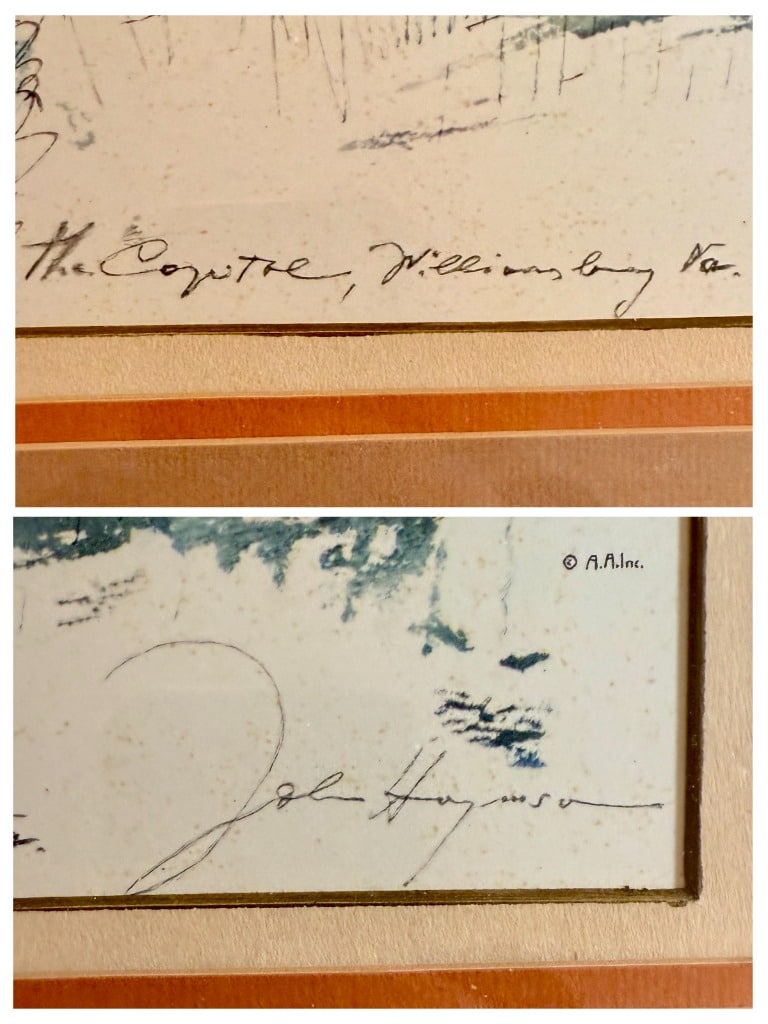 the Capitol, Williamsburg Va.
© A.A.Inc.
John Haymson
a.